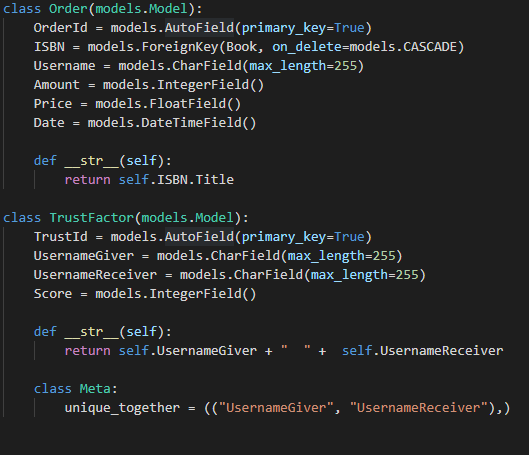 class Order(models.Model):
    OrderId = models.AutoField(primary_key=True)
    ISBN = models.ForeignKey(Book, on_delete=models.CASCADE)
    Username = models.CharField(max_length=255)
    Amount = models.IntegerField()
    Price = models.FloatField()
    Date = models.DateTimeField()

    def __str__(self):
        return self.ISBN.Title

class TrustFactor(models.Model):
    TrustId = models.AutoField(primary_key=True)
    UsernameGiver = models.CharField(max_length=255)
    UsernameReceiver = models.CharField(max_length=255)
    Score = models.IntegerField()

    def __str__(self):
        return self.UsernameGiver + "  " +  self.UsernameReceiver

    class Meta:
        unique_together = (("UsernameGiver", "UsernameReceiver"),)